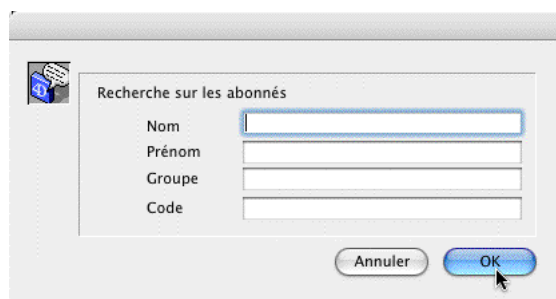 Recherche sur les abonnés
Nom
Prénom
Groupe
Code
Annuler
OK